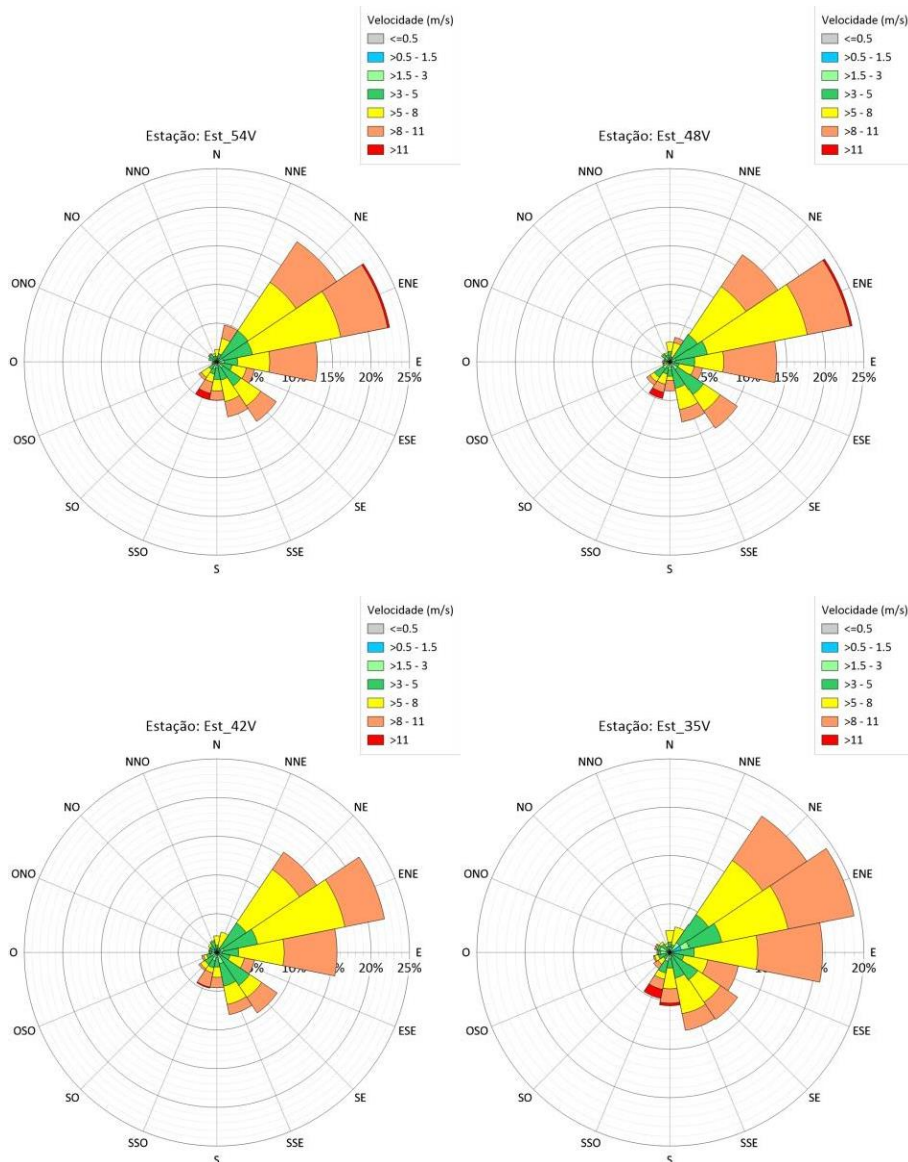 Velocidade (m/s)
<=0.5
>0.5 - 1.5
>1.5 - 3
>3 - 5
>5 - 8
>8 - 11
>11
Estação: Est_54V
N
NNO
NNE
NO
NE
ONO
ENE
O
E
5%
10%
15%
20%
25%
OSO
ESE
SO
SE
SSO
SSE
S
Velocidade (m/s)
<=0.5
>0.5 - 1.5
>1.5 - 3
>3 - 5
>5 - 8
>8 - 11
>11
Estação: Est_48V
N
NNO
NNE
NO
NE
ONO
ENE
O
E
5%
10%
15%
20%
25%
OSO
ESE
SO
SE
SSO
SSE
S
Velocidade (m/s)
<=0.5
>0.5 - 1.5
>1.5 - 3
>3 - 5
>5 - 8
>8 - 11
>11
Estação: Est_42V
N
NNO
NNE
NO
NE
ONO
ENE
O
E
5%
10%
15%
20%
25%
OSO
ESE
SO
SE
SSO
SSE
S
Velocidade (m/s)
<=0.5
>0.5 - 1.5
>1.5 - 3
>3 - 5
>5 - 8
>8 - 11
>11
Estação: Est_35V
N
NNO
NNE
NO
NE
ONO
ENE
O
E
10%
15%
20%
OSO
ESE
SO
SE
SSO
SSE
S